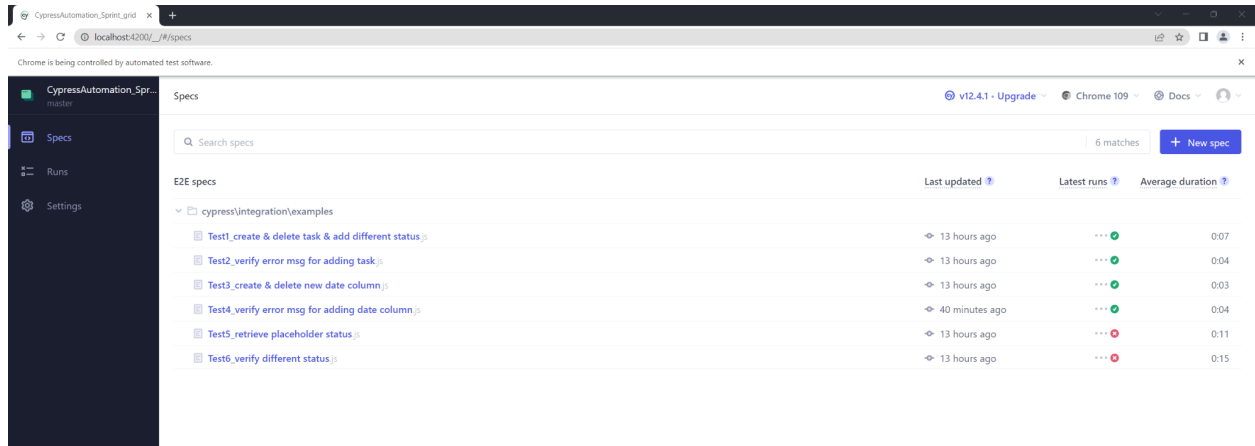 CypressAutomation_Sprint_grid
localhost:4200/__/#/specs
Chrome is being controlled by automated test software.
CypressAutomation_Spr...
master
Specs
v12.4.1 - Upgrade
Chrome 109
Docs
Specs
Runs
Settings
Search specs
6 matches
+ New spec
E2E specs
Last updated ?
Latest runs ?
Average duration ?
cypress\integration\examples
Test1_create & delete task & add different status.js 13 hours ago 0:07
Test2_verify error msg for adding task.js 13 hours ago 0:04
Test3_create & delete new date column.js 13 hours ago 0:03
Test4_verify error msg for adding date column.js 40 minutes ago 0:04
Test5_retrieve placeholder status.js 13 hours ago 0:11
Test6_verify different status.js 13 hours ago 0:15